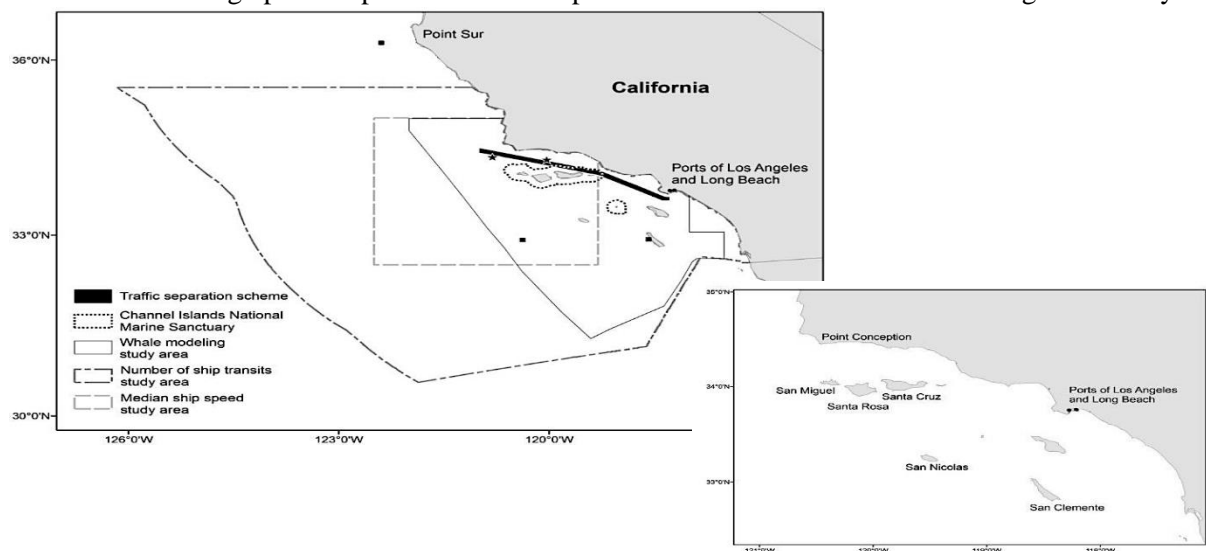 Point Sur
36°0'N
California
Ports of Los Angeles
and Long Beach
33°0'N
Traffic separation scheme
Channel Islands National
Marine Sanctuary
Whale modeling
study area
Number of ship transits
study area
Median ship speed
study area
30°0'N
126°0'W
123°0'W
120°0'W
Point Conception
34°0'N
San Miguel
Santa Rosa
Santa Cruz
Ports of Los Angeles
and Long Beach
San Nicolas
33°0'N
San Clemente